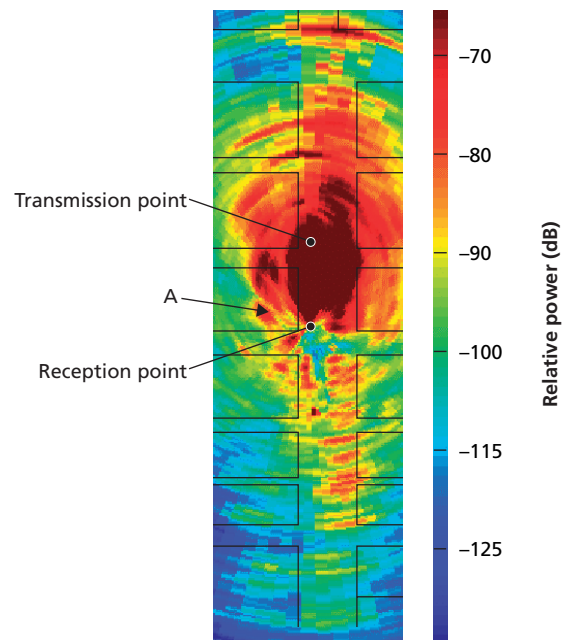 Transmission point
A
Reception point
–70
–80
–90
–100
–115
–125
Relative power (dB)